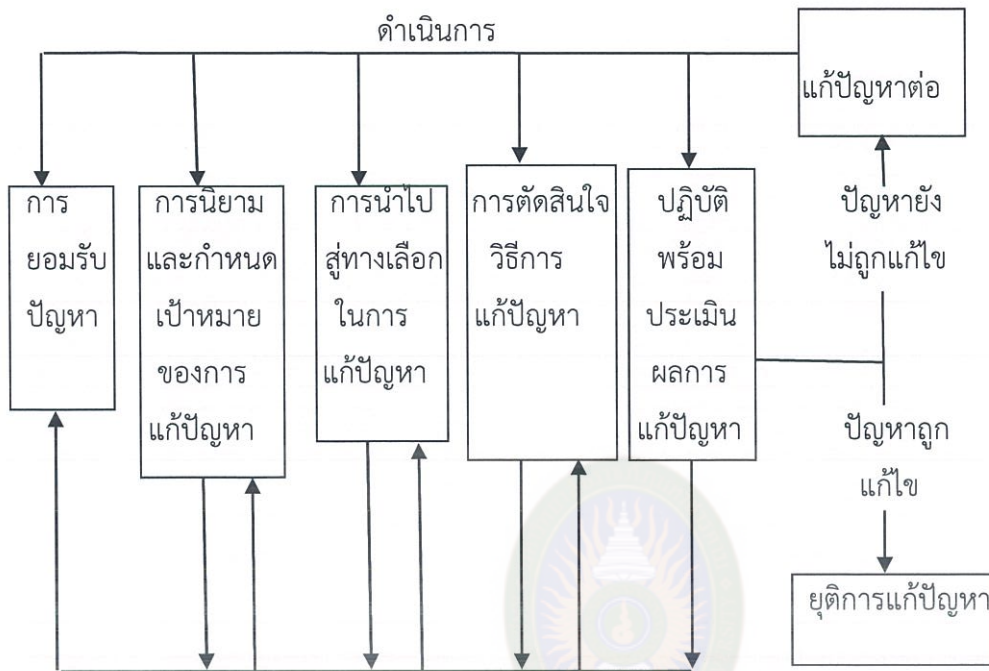 ดำเนินการ
แก้ปัญหาต่อ
การ
ยอมรับ
ปัญหา
การนิยาม
และกำหนด
เป้าหมาย
ของการ
แก้ปัญหา
การนำไป
สู่ทางเลือก
ในการ
แก้ปัญหา
การตัดสินใจ
วิธีการ
แก้ปัญหา
ปฏิบัติ
พร้อม
ประเมิน
ผลการ
แก้ปัญหา
ปัญหายัง
ไม่ถูกแก้ไข
ปัญหาถูก
แก้ไข
ยุติการแก้ปัญหา